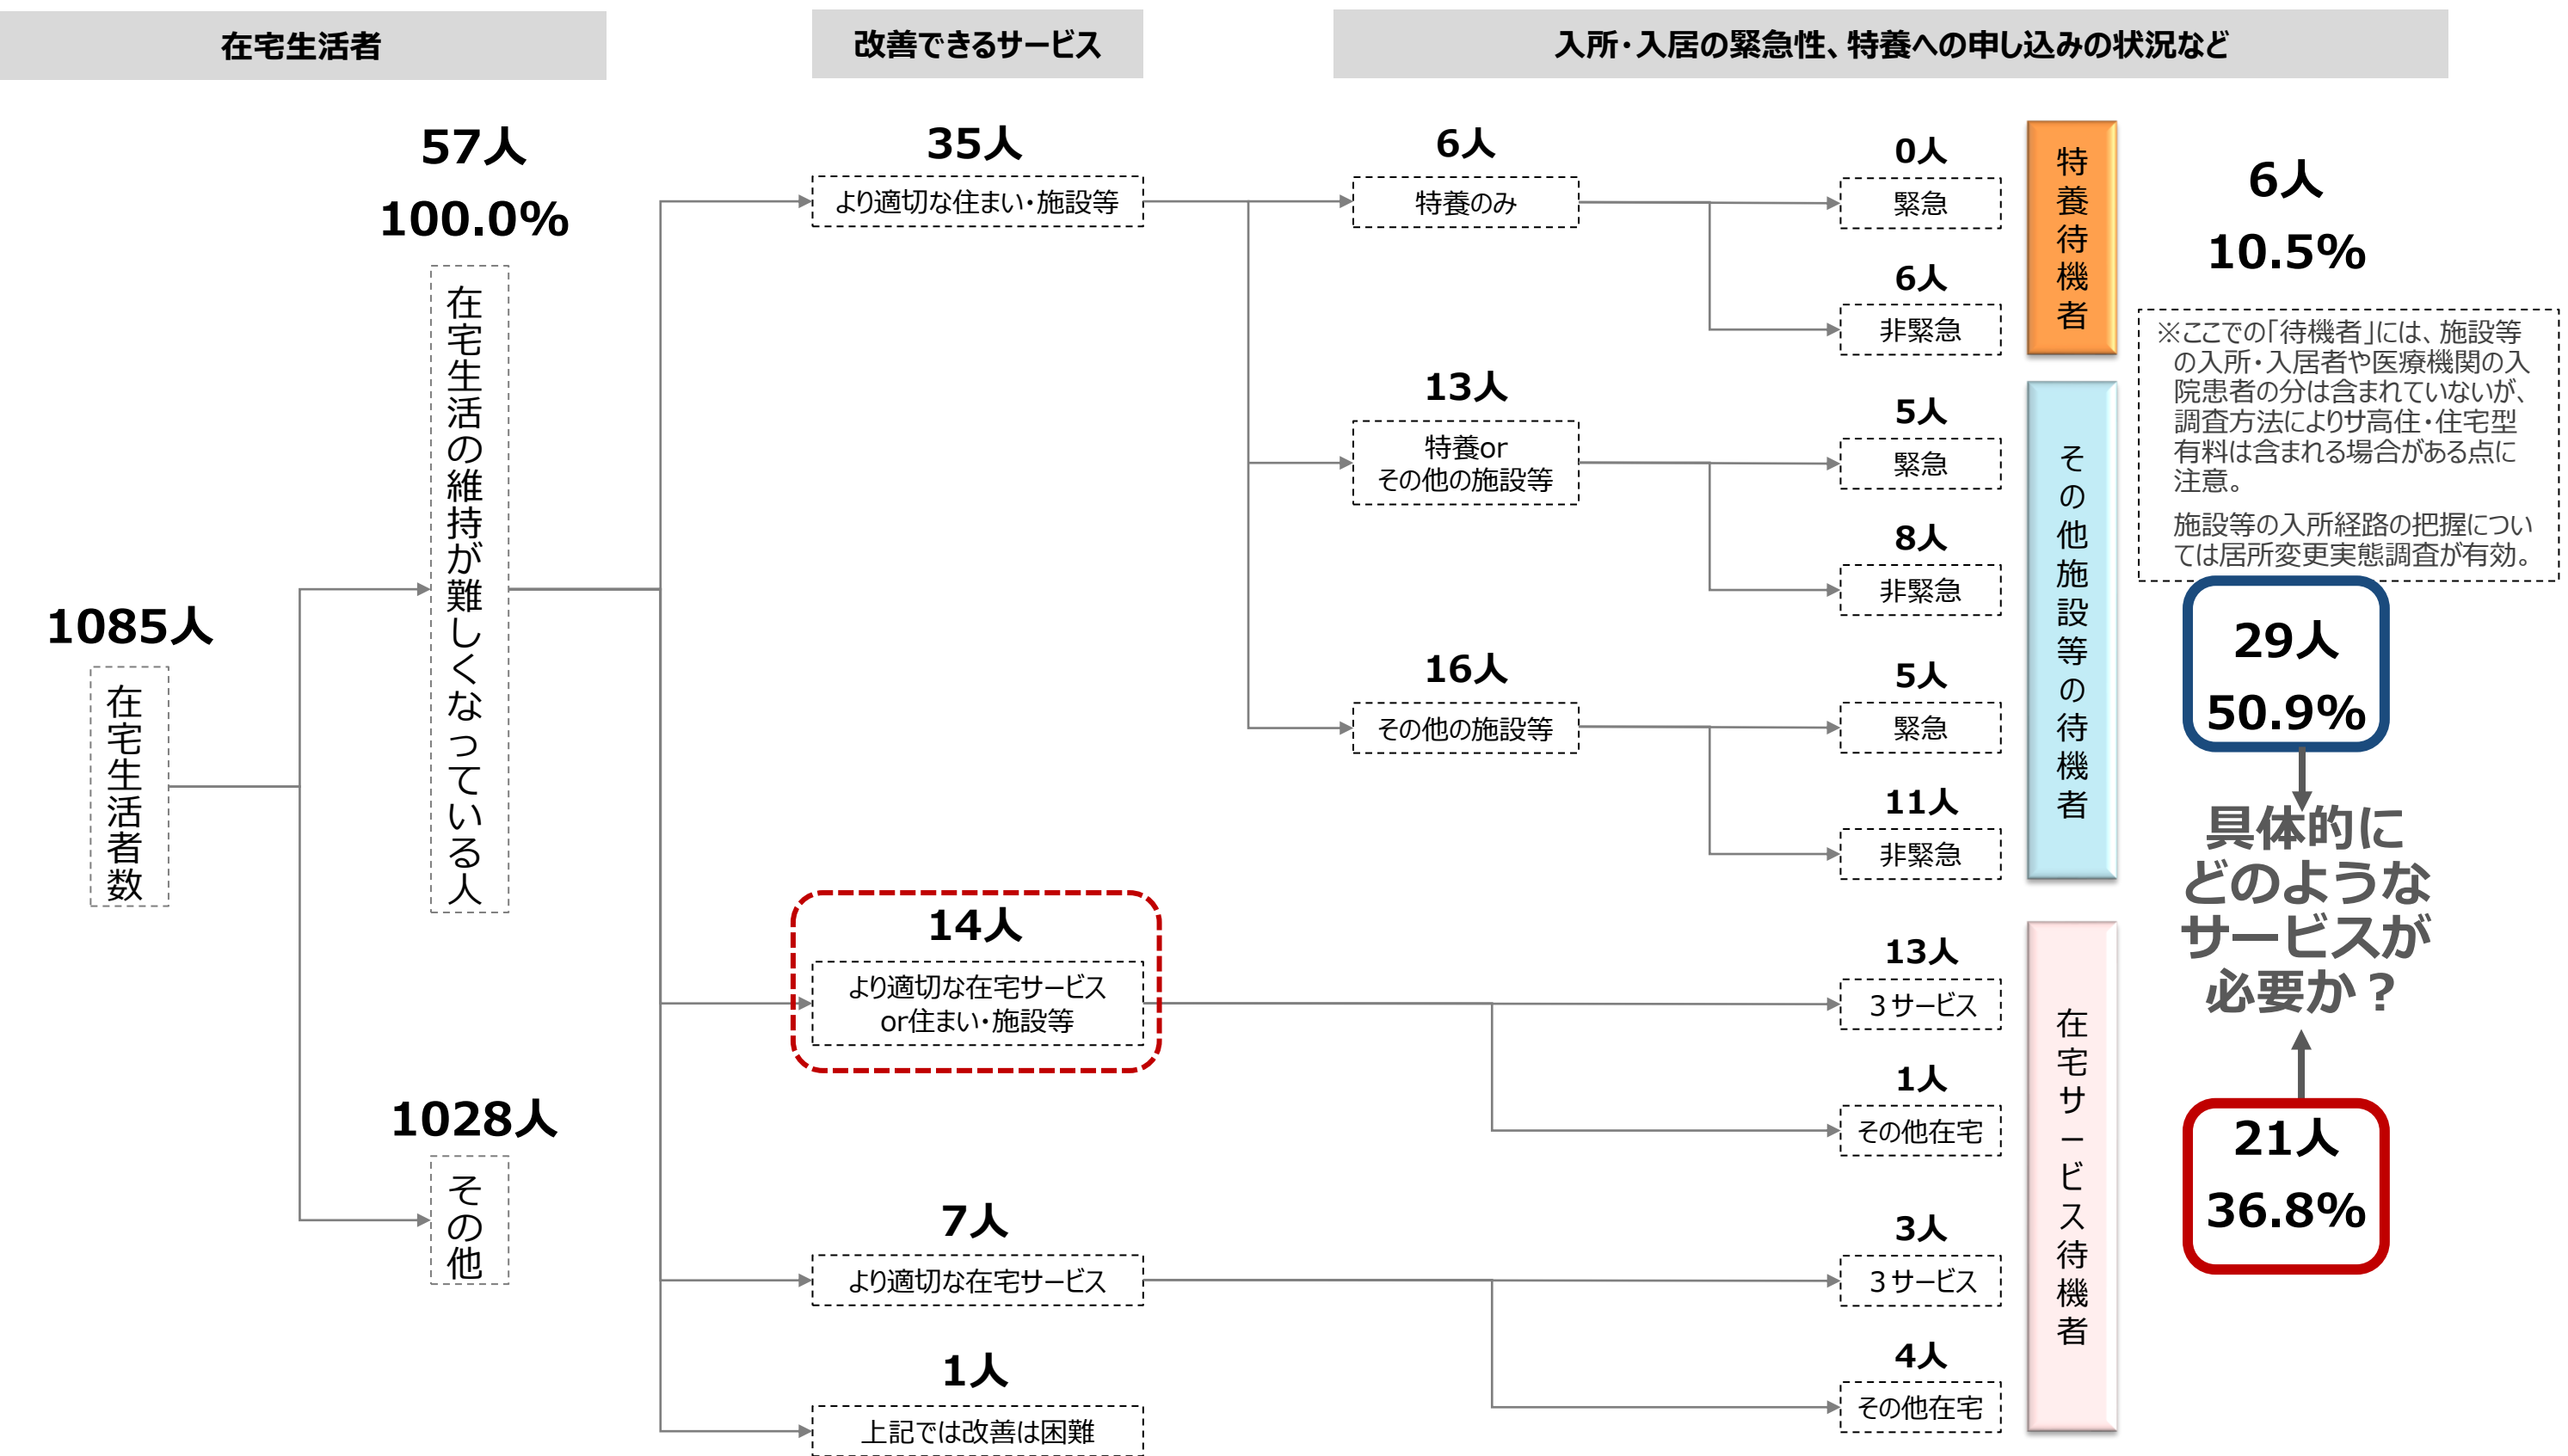 在宅生活者
改善できるサービス
入所・入居の緊急性、特養への申し込みの状況など
1085人
在宅生活者数
57人
100.0%
在宅生活の維持が難しくなっている人
1028人
その他
35人
より適切な住まい・施設等
14人
より適切な在宅サービス
or住まい・施設等
7人
より適切な在宅サービス
1人
上記では改善は困難
6人
特養のみ
13人
特養or
その他の施設等
16人
その他の施設等
0人
緊急
6人
非緊急
5人
緊急
8人
非緊急
5人
緊急
11人
非緊急
13人
3サービス
1人
その他在宅
3人
3サービス
4人
その他在宅
特養待機者
その他施設等の待機者
在宅サービス待機者
6人
10.5%
※ここでの「待機者」には、施設等
の入所・入居者や医療機関の入
院患者の分は含まれていないが、
調査方法によりサ高住・住宅型
有料は含まれる場合がある点に
注意。
施設等の入所経路の把握につい
ては居所変更実態調査が有効。
29人
50.9%
具体的に
どのような
サービスが
必要か？
21人
36.8%